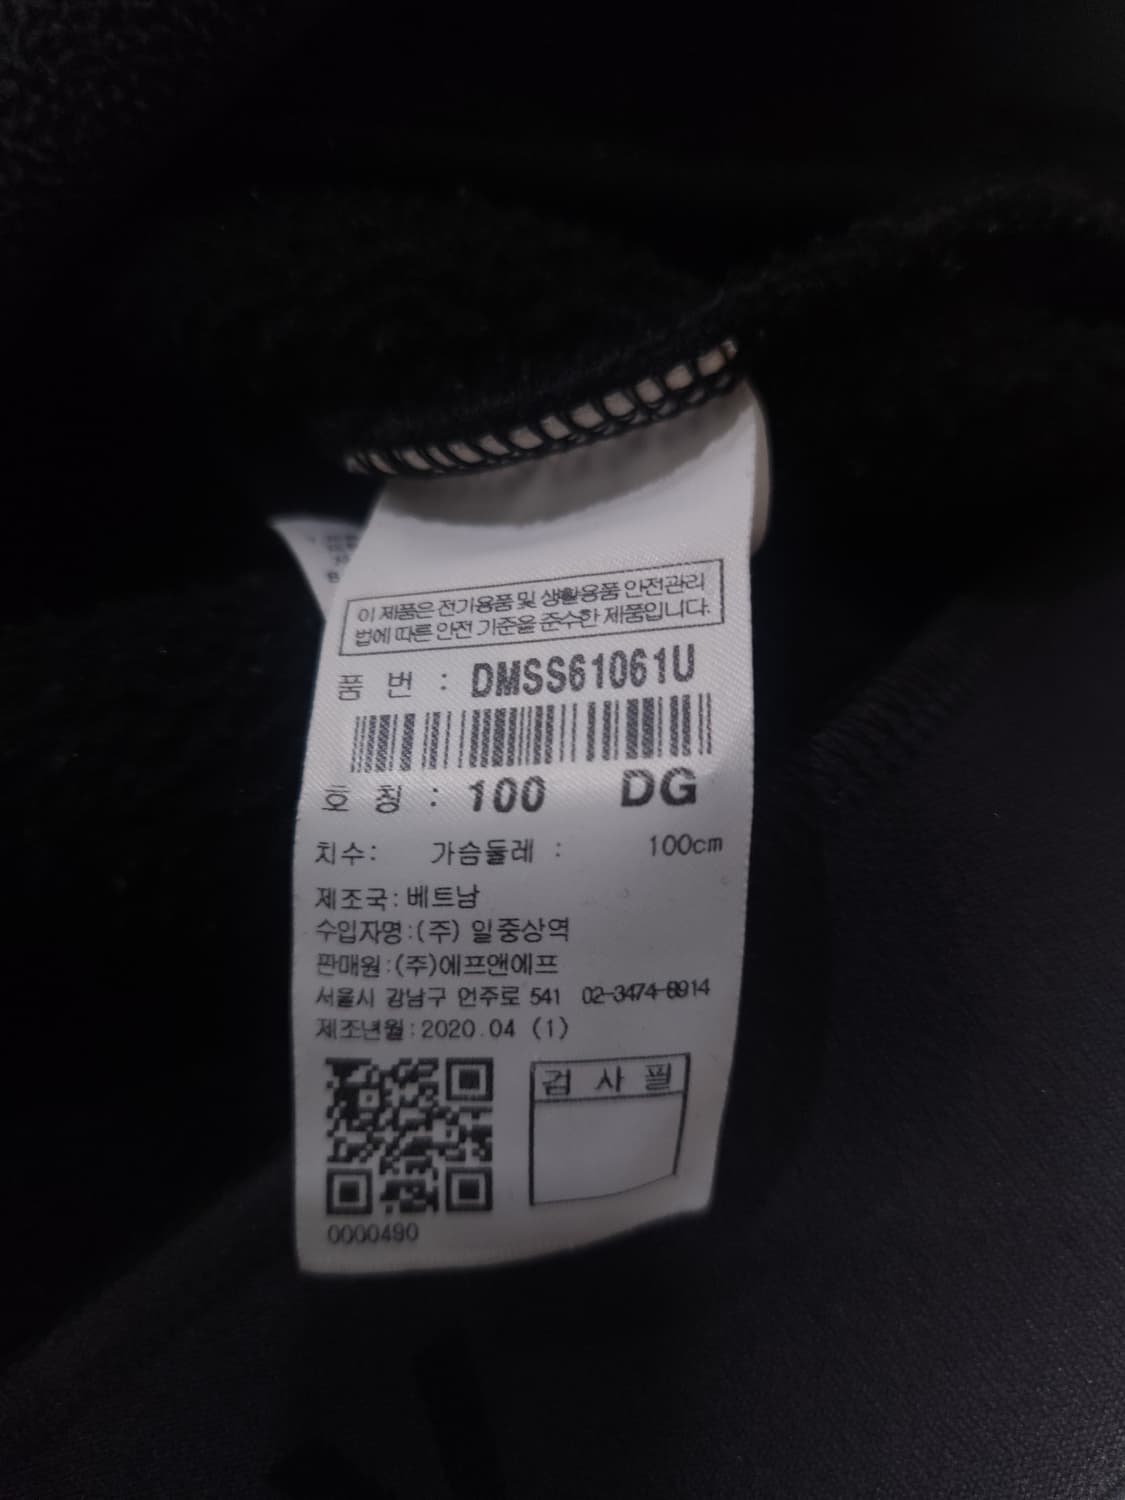 이 제품은 전기용품 및 생활용품 안전관리
법에 따른 안전 기준을 준수한 제품입니다.
품 번 : DMSS61061U
호 칭 : 100 DG
치수: 가슴둘레 : 100cm
제조국:베트남
수입자명:(주) 일중상역
판매원:(주)에프앤에프
서울시 강남구 언주로 541 02-3474-8914
제조년월:2020.04 (1)
검 사 필
0000490